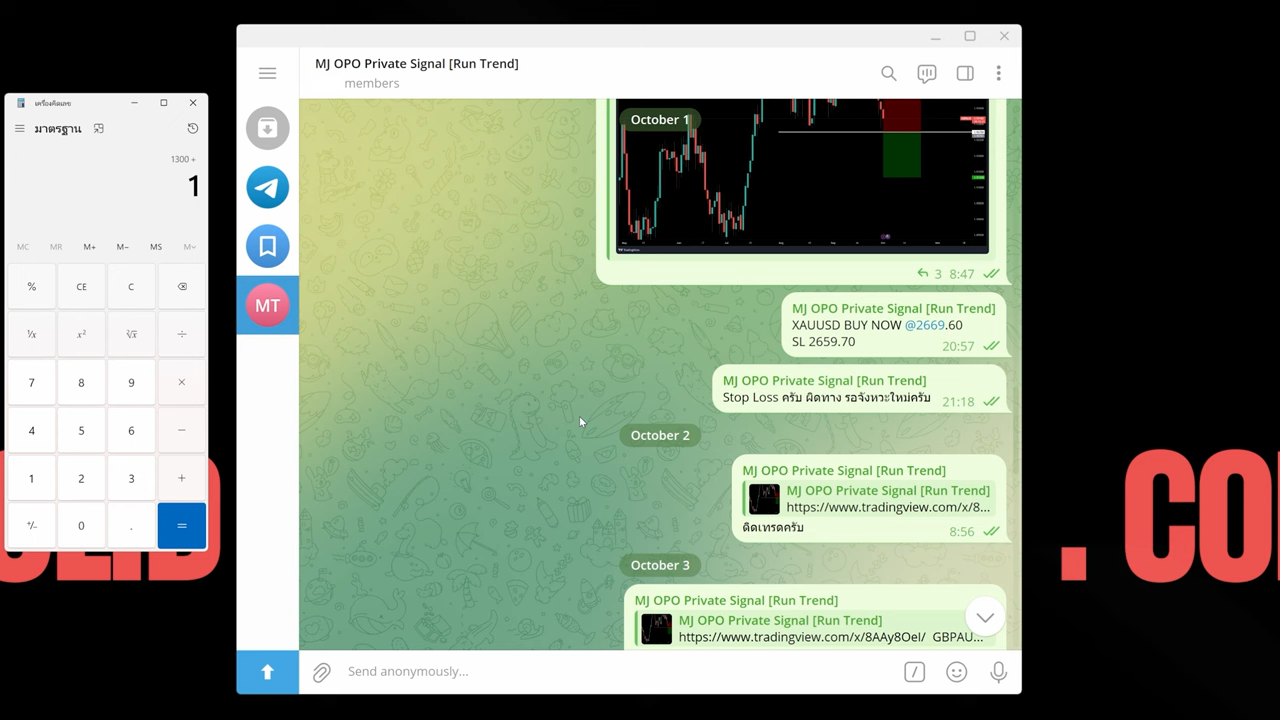 MJ OPO Private Signal [Run Trend]
members
October 1
3 8:47
MJ OPO Private Signal [Run Trend]
XAUUSD BUY NOW @2669.60
SL 2659.70
20:57
MJ OPO Private Signal [Run Trend]
Stop Loss ครับ ผิดทาง รอจังหวะใหม่ครับ
21:18
October 2
MJ OPO Private Signal [Run Trend]
MJ OPO Private Signal [Run Trend]
https://www.tradingview.com/x/8...
ติดเทรดครับ
8:56
October 3
MJ OPO Private Signal [Run Trend]
MJ OPO Private Signal [Run Trend]
https://www.tradingview.com/x/8AAy8OeI/ GBPAU...
Send anonymously...
MT
เครื่องคิดเลข
มาตรฐาน
1300 +
1
MC MR M+ M− MS M˅
% CE C
¹/x x² ²√x ÷
7 8 9 ×
4 5 6 −
1 2 3 +
+/− 0 . =
. CO